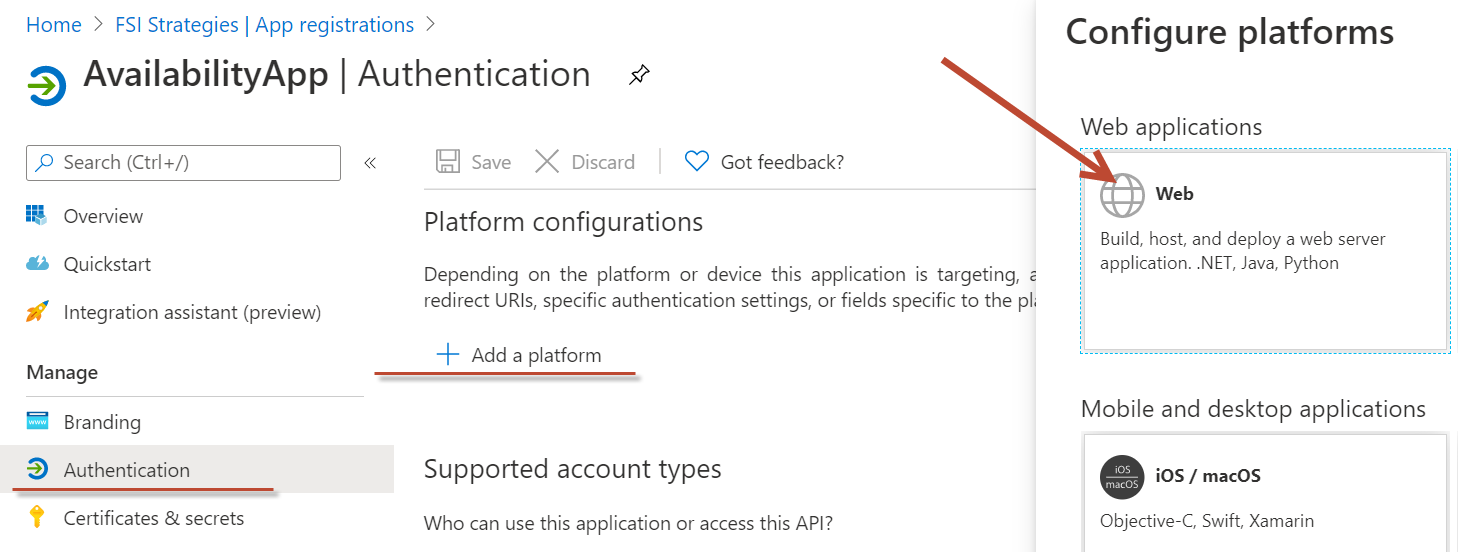 Home > FSI Strategies | App registrations >
AvailabilityApp | Authentication
Search (Ctrl+/)
«
Overview
Quickstart
Integration assistant (preview)
Manage
Branding
Authentication
Certificates & secrets
Save
Discard
Got feedback?
Platform configurations
Depending on the platform or device this application is targeting,
redirect URIs, specific authentication settings, or fields specific to the
Add a platform
Supported account types
Who can use this application or access this API?
Configure platforms
Web applications
Web
Build, host, and deploy a web server
application. .NET, Java, Python
Mobile and desktop applications
iOS
macOS
iOS / macOS
Objective-C, Swift, Xamarin